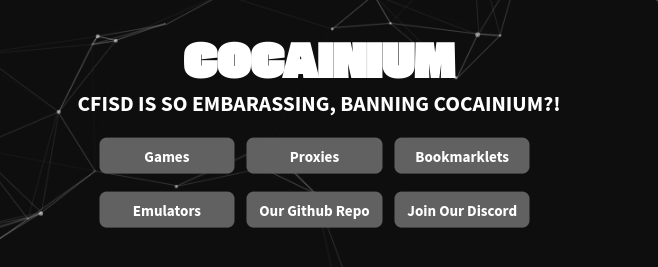 COCAINIUM
CFISD IS SO EMBARASSING, BANNING COCAINIUM?!
Games Proxies Bookmarklets
Emulators Our Github Repo Join Our Discord